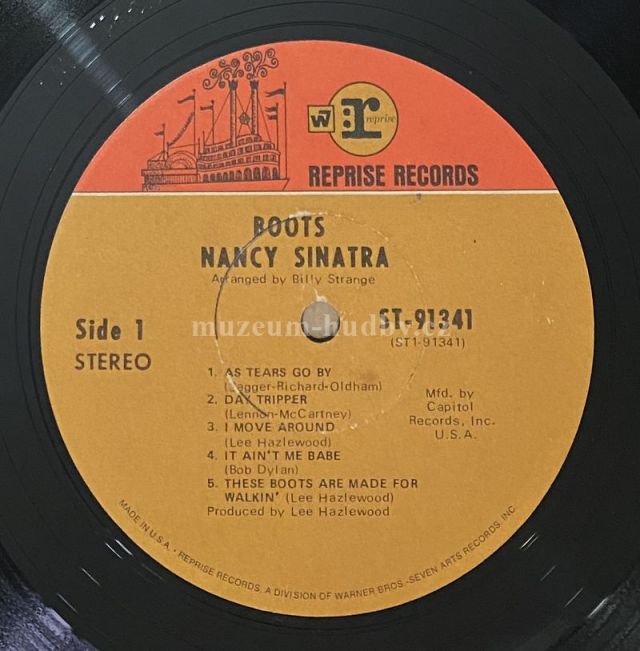 W7 r reprise
REPRISE RECORDS
BOOTS
NANCY SINATRA
Arranged by Billy Strange
Side 1
STEREO
ST-91341
(ST1-91341)
muzeum-hudby.cz
1. AS TEARS GO BY
(Jagger-Richard-Oldham)
2. DAY TRIPPER
(Lennon-McCartney)
3. I MOVE AROUND
(Lee Hazlewood)
4. IT AIN'T ME BABE
(Bob Dylan)
5. THESE BOOTS ARE MADE FOR
WALKIN' (Lee Hazlewood)
Produced by Lee Hazlewood
Mfd. by
Capitol
Records, Inc.
U.S.A.
MADE IN U.S.A. • REPRISE RECORDS, A DIVISION OF WARNER BROS.-SEVEN ARTS RECORDS, INC.